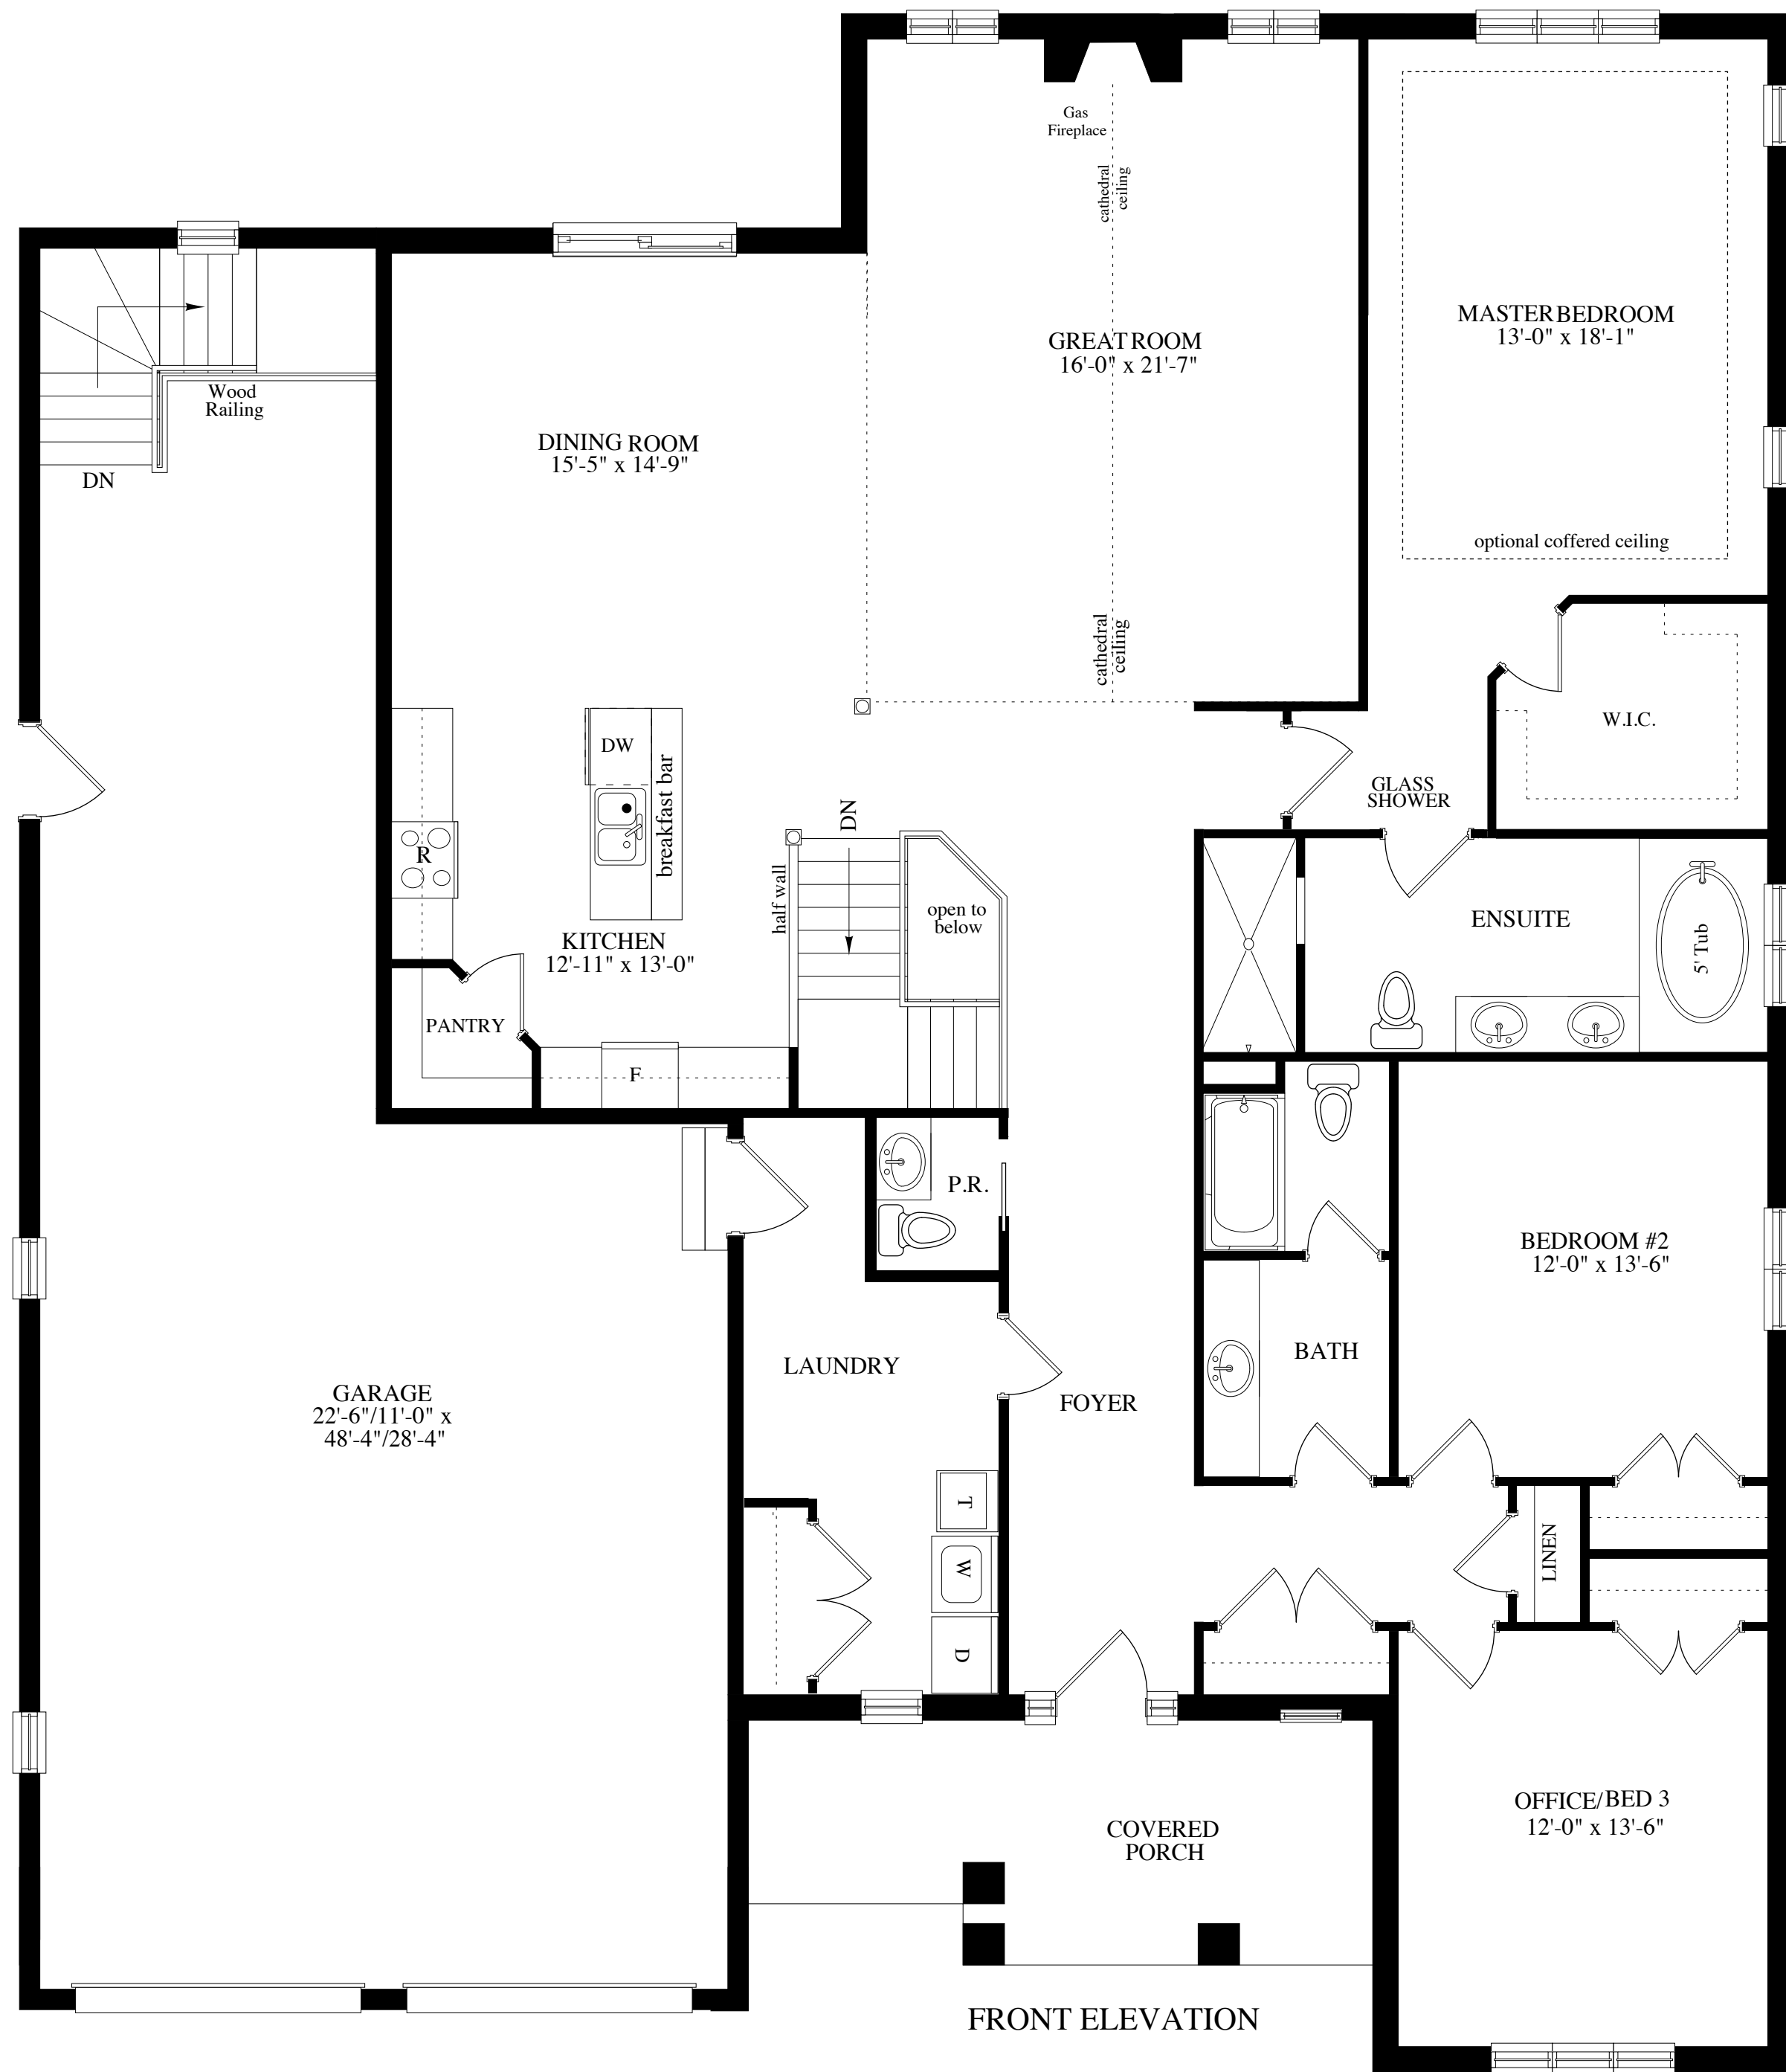 Gas
Fireplace
cathedral
ceiling
MASTER BEDROOM
13'-0" x 18'-1"
GREAT ROOM
16'-0" x 21'-7"
Wood
Railing
DN
DINING ROOM
15'-5" x 14'-9"
optional coffered ceiling
cathedral
ceiling
W.I.C.
DW
breakfast bar
R
DN
half wall
open to
below
GLASS
SHOWER
ENSUITE
5' Tub
KITCHEN
12'-11" x 13'-0"
PANTRY
F
P.R.
BEDROOM #2
12'-0" x 13'-6"
LAUNDRY
BATH
FOYER
GARAGE
22'-6"/11'-0" x
48'-4"/28'-4"
T
W
D
LINEN
OFFICE/BED 3
12'-0" x 13'-6"
COVERED
PORCH
FRONT ELEVATION